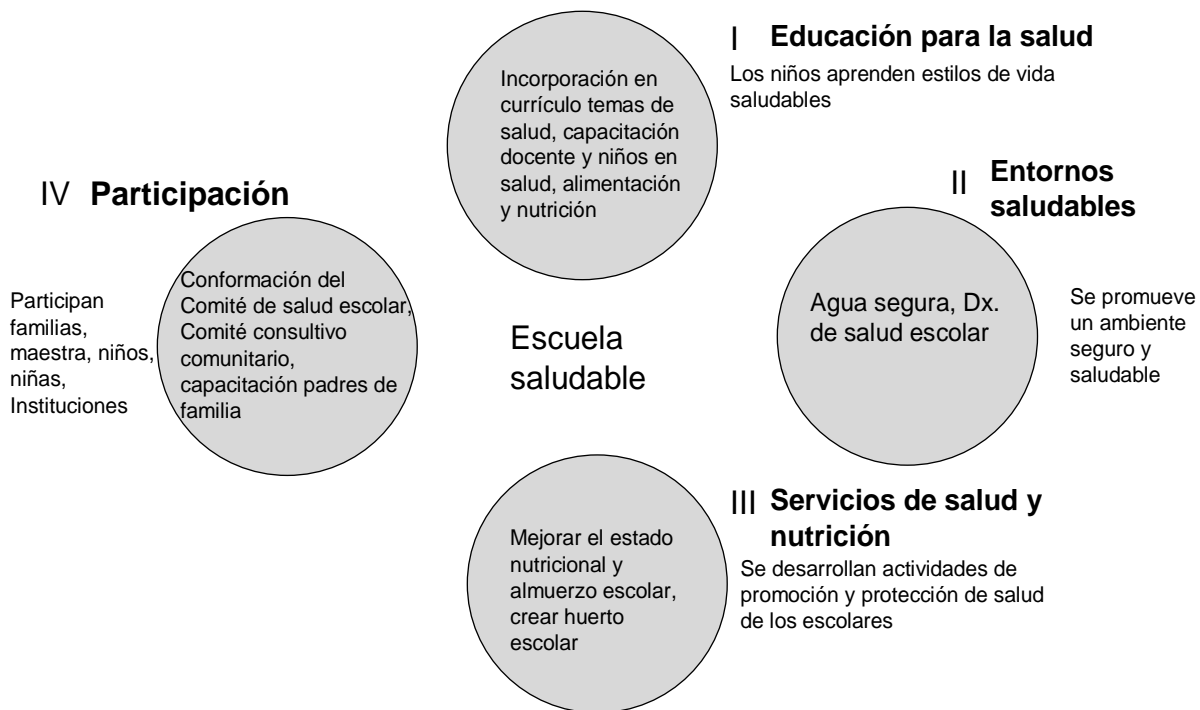 I Educación para la salud
Los niños aprenden estilos de vida
saludables
Incorporación en
currículo temas de
salud, capacitación
docente y niños en
salud, alimentación
y nutrición
II Entornos
saludables
Agua segura, Dx.
de salud escolar
Se promueve
un ambiente
seguro y
saludable
Escuela
saludable
III Servicios de salud y
nutrición
Se desarrollan actividades de
promoción y protección de salud
de los escolares
Mejorar el estado
nutricional y
almuerzo escolar,
crear huerto
escolar
IV Participación
Participan
familias,
maestra, niños,
niñas,
Instituciones
Conformación del
Comité de salud escolar,
Comité consultivo
comunitario,
capacitación padres de
familia